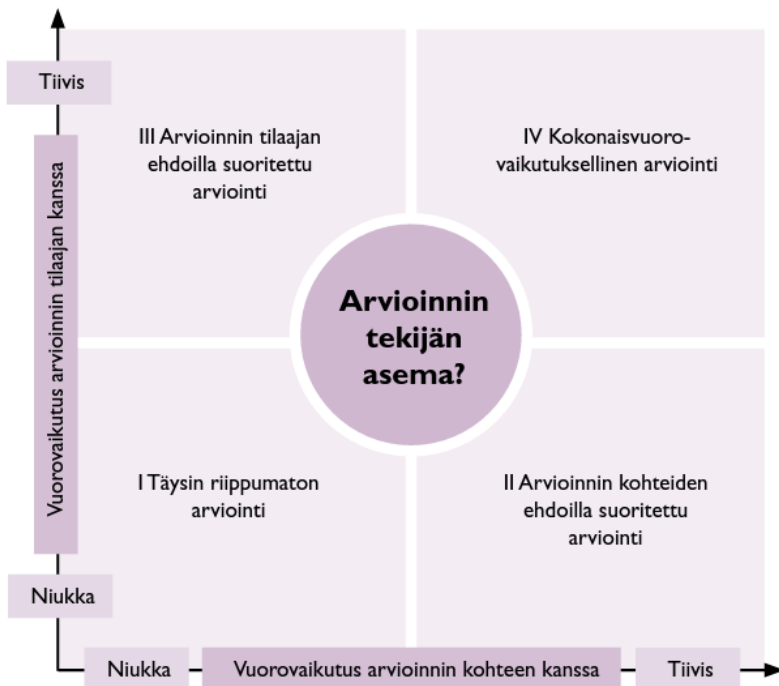 Tiivis
Vuorovaikutus arvioinnin tilaajan kanssa
Niukka
III Arvioinnin tilaajan
ehdoilla suoritettu
arviointi
IV Kokonaisvuoro-
vaikutuksellinen arviointi
Arvioinnin
tekijän
asema?
I Täysin riippumaton
arviointi
II Arvioinnin kohteiden
ehdoilla suoritettu
arviointi
Niukka
Vuorovaikutus arvioinnin kohteen kanssa
Tiivis